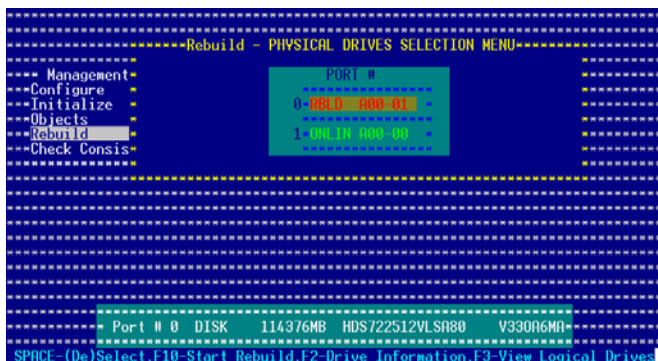 Rebuild - PHYSICAL DRIVES SELECTION MENU
Management
Configure
Initialize
Objects
Rebuild
Check Consis
PORT #
0 RBLD A00-01
1 ONLIN A00-00
Port # 0 DISK 114376MB HDS722512VLSA80 V33OA6MA
SPACE-(De)Select,F10-Start Rebuild,F2-Drive Information,F3-View Logical Drives